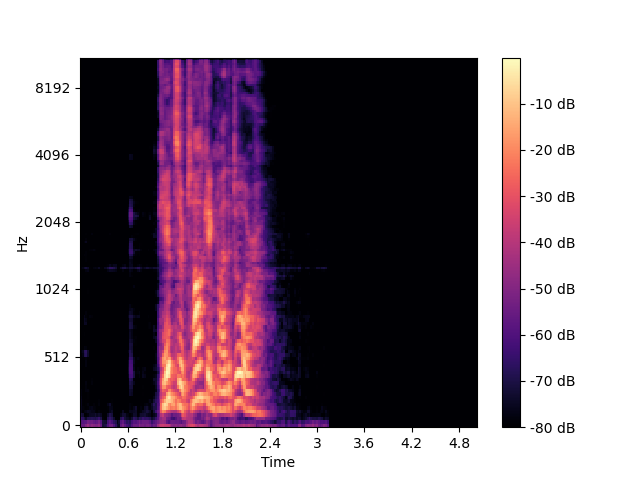 8192
4096
2048
1024
512
0
Hz
0 0.6 1.2 1.8 2.4 3 3.6 4.2 4.8
Time
-10 dB
-20 dB
-30 dB
-40 dB
-50 dB
-60 dB
-70 dB
-80 dB